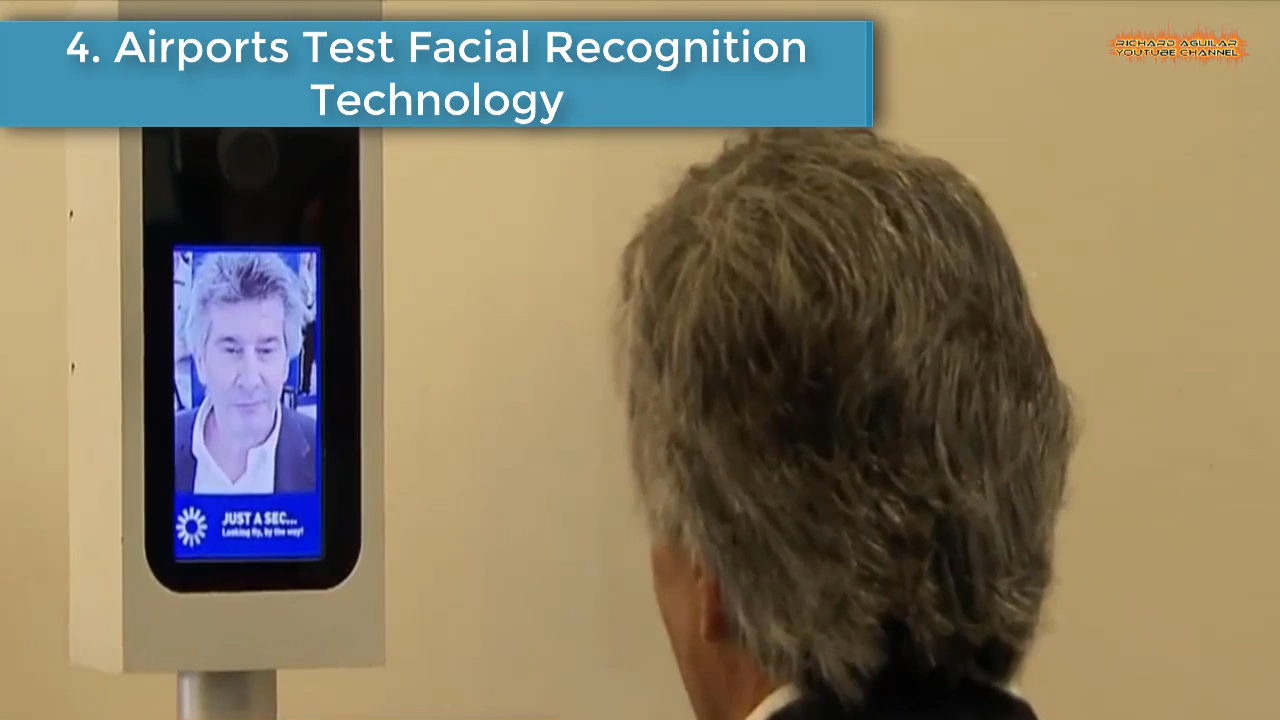 4. Airports Test Facial Recognition
Technology
RICHARD AGUILAR
YOUTUBE CHANNEL
JUST A SEC...
Looking fly, by the way!